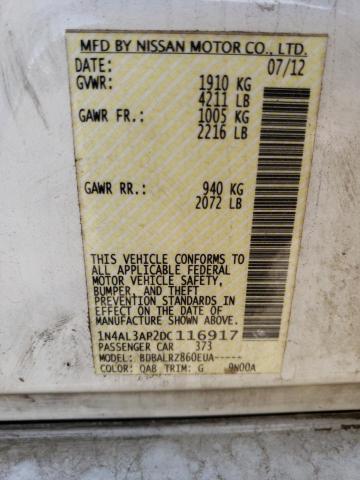 MFD BY NISSAN MOTOR CO., LTD.
DATE: 07/12
GVWR: 1910 KG
4211 LB
GAWR FR.: 1005 KG
2216 LB
GAWR RR.: 940 KG
2072 LB
THIS VEHICLE CONFORMS TO
ALL APPLICABLE FEDERAL
MOTOR VEHICLE SAFETY,
BUMPER, AND THEFT
PREVENTION STANDARDS IN
EFFECT ON THE DATE OF
MANUFACTURE SHOWN ABOVE.
1N4AL3AP2DC116917
PASSENGER CAR 373
MODEL: BDBALRZ860EUA-----
COLOR: QAB TRIM: G 9N00A